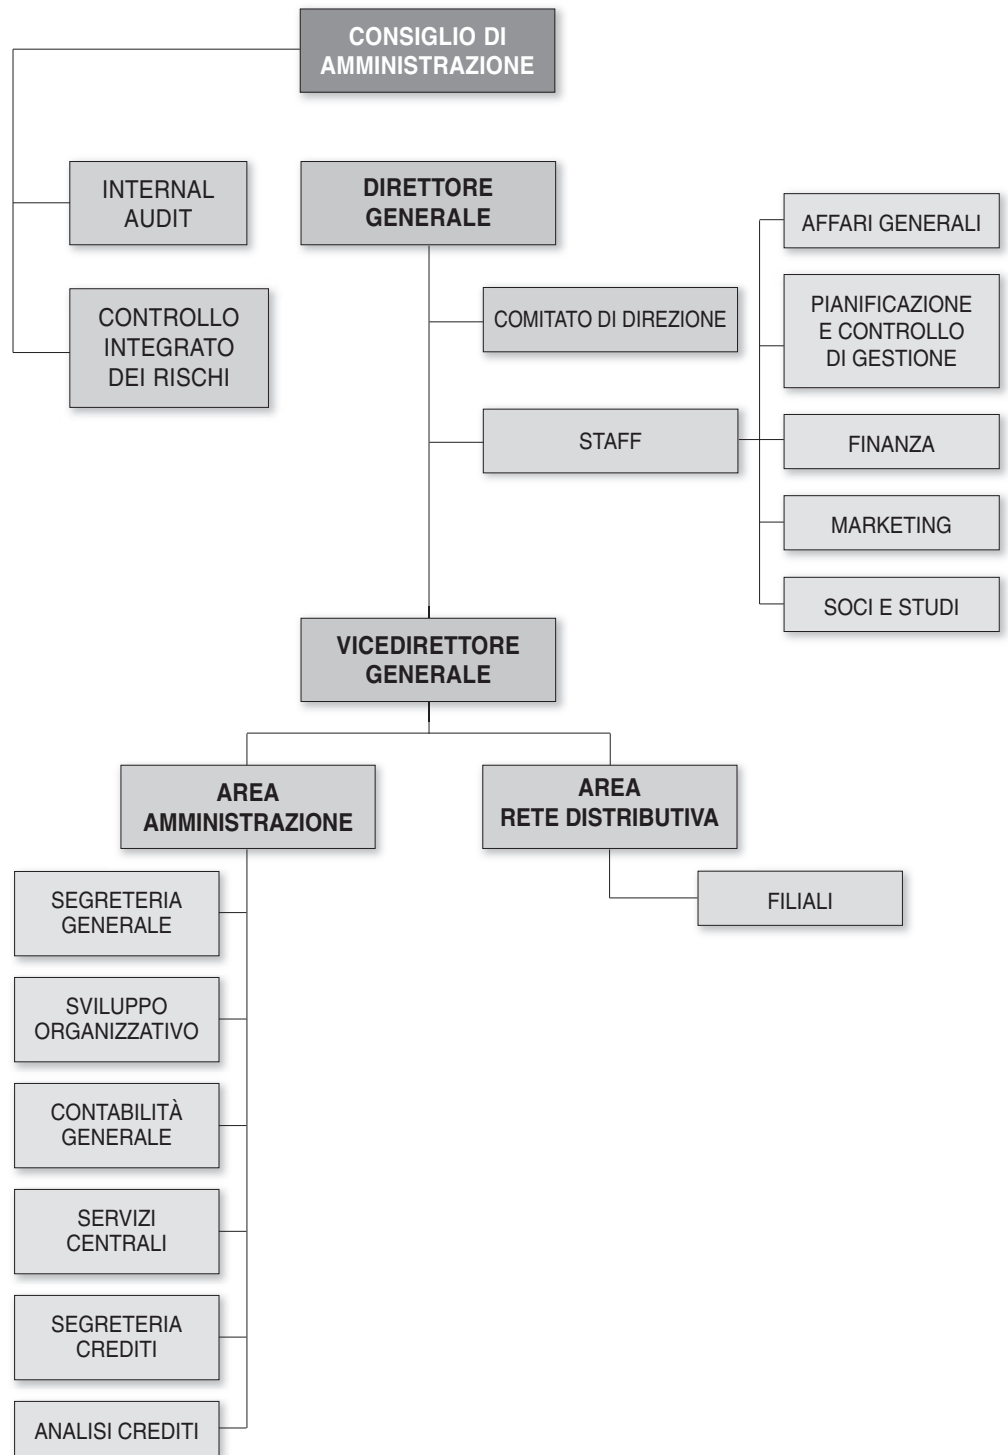 CONSIGLIO DI
AMMINISTRAZIONE
INTERNAL
AUDIT
CONTROLLO
INTEGRATO
DEI RISCHI
DIRETTORE
GENERALE
COMITATO DI DIREZIONE
STAFF
AFFARI GENERALI
PIANIFICAZIONE
E CONTROLLO
DI GESTIONE
FINANZA
MARKETING
SOCI E STUDI
VICEDIRETTORE
GENERALE
AREA
AMMINISTRAZIONE
AREA
RETE DISTRIBUTIVA
SEGRETERIA
GENERALE
SVILUPPO
ORGANIZZATIVO
CONTABILITÀ
GENERALE
SERVIZI
CENTRALI
SEGRETERIA
CREDITI
ANALISI CREDITI
FILIALI